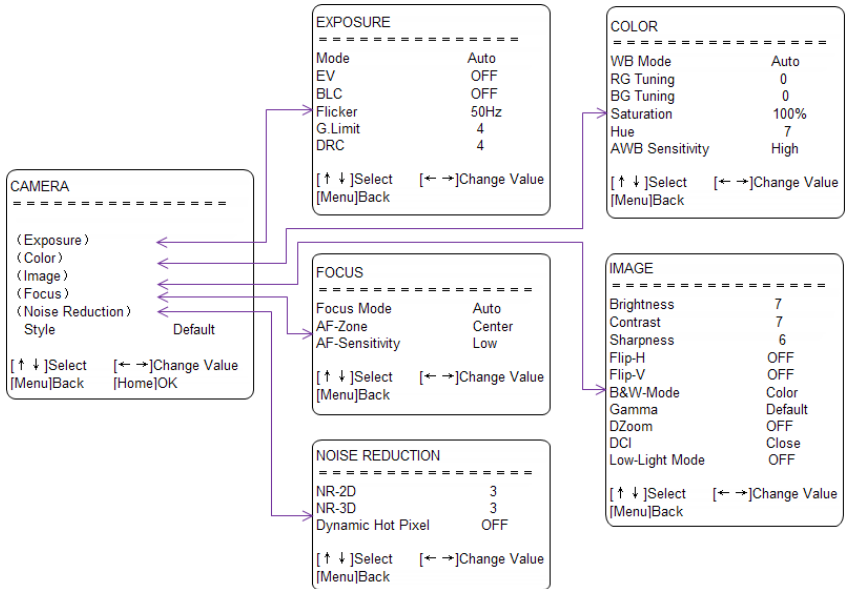 CAMERA
= = = = = = = = = = = = = =
(Exposure)
(Color)
(Image)
(Focus)
(Noise Reduction)
Style Default
[↑ ↓]Select [← →]Change Value
[Menu]Back [Home]OK
EXPOSURE
= = = = = = = = = = = = = =
Mode Auto
EV OFF
BLC OFF
Flicker 50Hz
G.Limit 4
DRC 4
[↑ ↓]Select [← →]Change Value
[Menu]Back
COLOR
= = = = = = = = = = = = = = =
WB Mode Auto
RG Tuning 0
BG Tuning 0
Saturation 100%
Hue 7
AWB Sensitivity High
[↑ ↓]Select [← →]Change Value
[Menu]Back
FOCUS
= = = = = = = = = = = = = = =
Focus Mode Auto
AF-Zone Center
AF-Sensitivity Low
[↑ ↓]Select [← →]Change Value
[Menu]Back
IMAGE
= = = = = = = = = = = = = = =
Brightness 7
Contrast 7
Sharpness 6
Flip-H OFF
Flip-V OFF
B&W-Mode Color
Gamma Default
DZoom OFF
DCI Close
Low-Light Mode OFF
[↑ ↓]Select [← →]Change Value
[Menu]Back
NOISE REDUCTION
= = = = = = = = = = = = = = =
NR-2D 3
NR-3D 3
Dynamic Hot Pixel OFF
[↑ ↓]Select [← →]Change Value
[Menu]Back